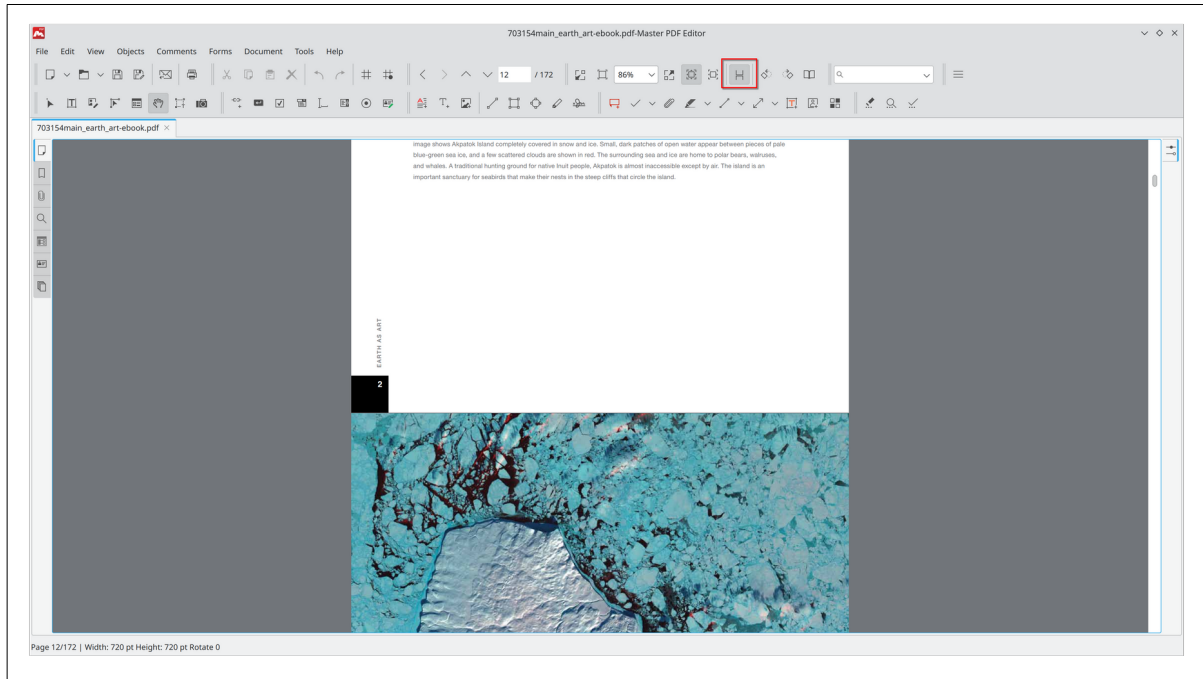 703154main_earth_art-ebook.pdf-Master PDF Editor
File Edit View Objects Comments Forms Document Tools Help
12 / 172 86%
703154main_earth_art-ebook.pdf
image shows Akpatok Island completely covered in snow and ice. Small, dark patches of open water appear between pieces of pale
blue-green sea ice, and a few scattered clouds are shown in red. The surrounding sea and ice are home to polar bears, walruses,
and whales. A traditional hunting ground for native Inuit people, Akpatok is almost inaccessible except by air. The island is an
important sanctuary for seabirds that make their nests in the steep cliffs that circle the island.
EARTH AS ART
2
Page 12/172 | Width: 720 pt Height: 720 pt Rotate 0